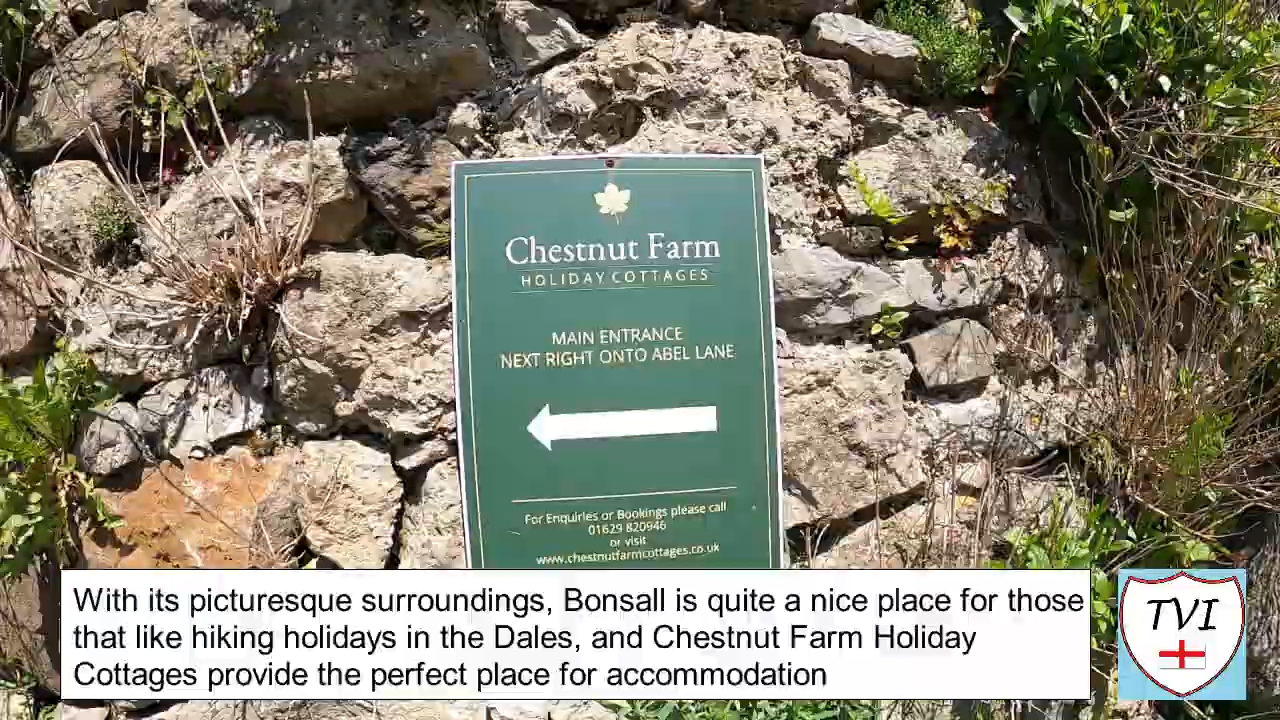 Chestnut Farm
HOLIDAY COTTAGES
MAIN ENTRANCE
NEXT RIGHT ONTO ABEL LANE
For Enquiries or Bookings please call
01629 820946
or visit
www.chestnutfarmcottages.co.uk
With its picturesque surroundings, Bonsall is quite a nice place for those
that like hiking holidays in the Dales, and Chestnut Farm Holiday
Cottages provide the perfect place for accommodation
TVI